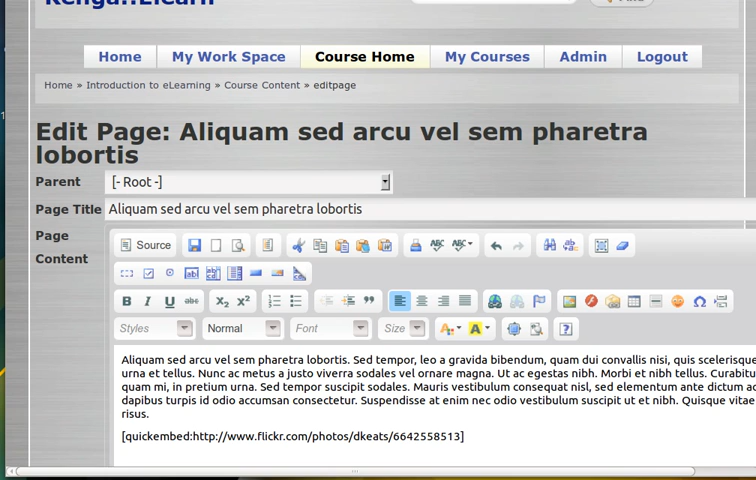 Kenga::Elearn
Home
My Work Space
Course Home
My Courses
Admin
Logout
Home » Introduction to eLearning » Course Content » editpage
Edit Page: Aliquam sed arcu vel sem pharetra
lobortis
Parent
[- Root -]
Page Title
Aliquam sed arcu vel sem pharetra lobortis
Page
Content
Source
Styles
Normal
Font
Size
Aliquam sed arcu vel sem pharetra lobortis. Sed tempor, leo a gravida bibendum, quam dui convallis nisi, quis scelerisque
urna et tellus. Nunc ac metus a justo viverra sodales vel ornare magna. Ut ac egestas nibh. Morbi et nibh tellus. Curabitu
quam mi, in pretium urna. Sed tempor suscipit sodales. Mauris vestibulum consequat nisl, sed elementum ante dictum ac
dapibus turpis id odio accumsan consectetur. Suspendisse at enim nec odio vestibulum suscipit ut et nibh. Quisque vitae
risus.
[quickembed:http://www.flickr.com/photos/dkeats/6642558513]